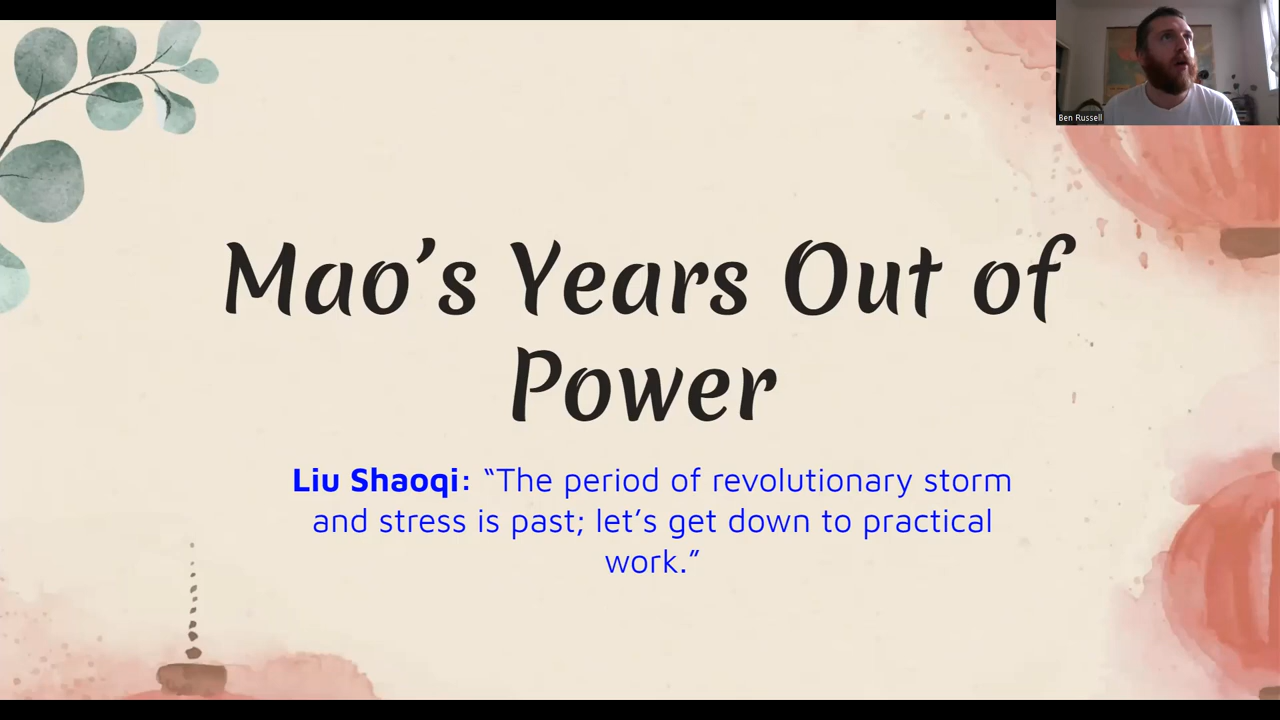 Ben Russell
Mao’s Years Out of
Power
Liu Shaoqi: “The period of revolutionary storm
and stress is past; let’s get down to practical
work.”